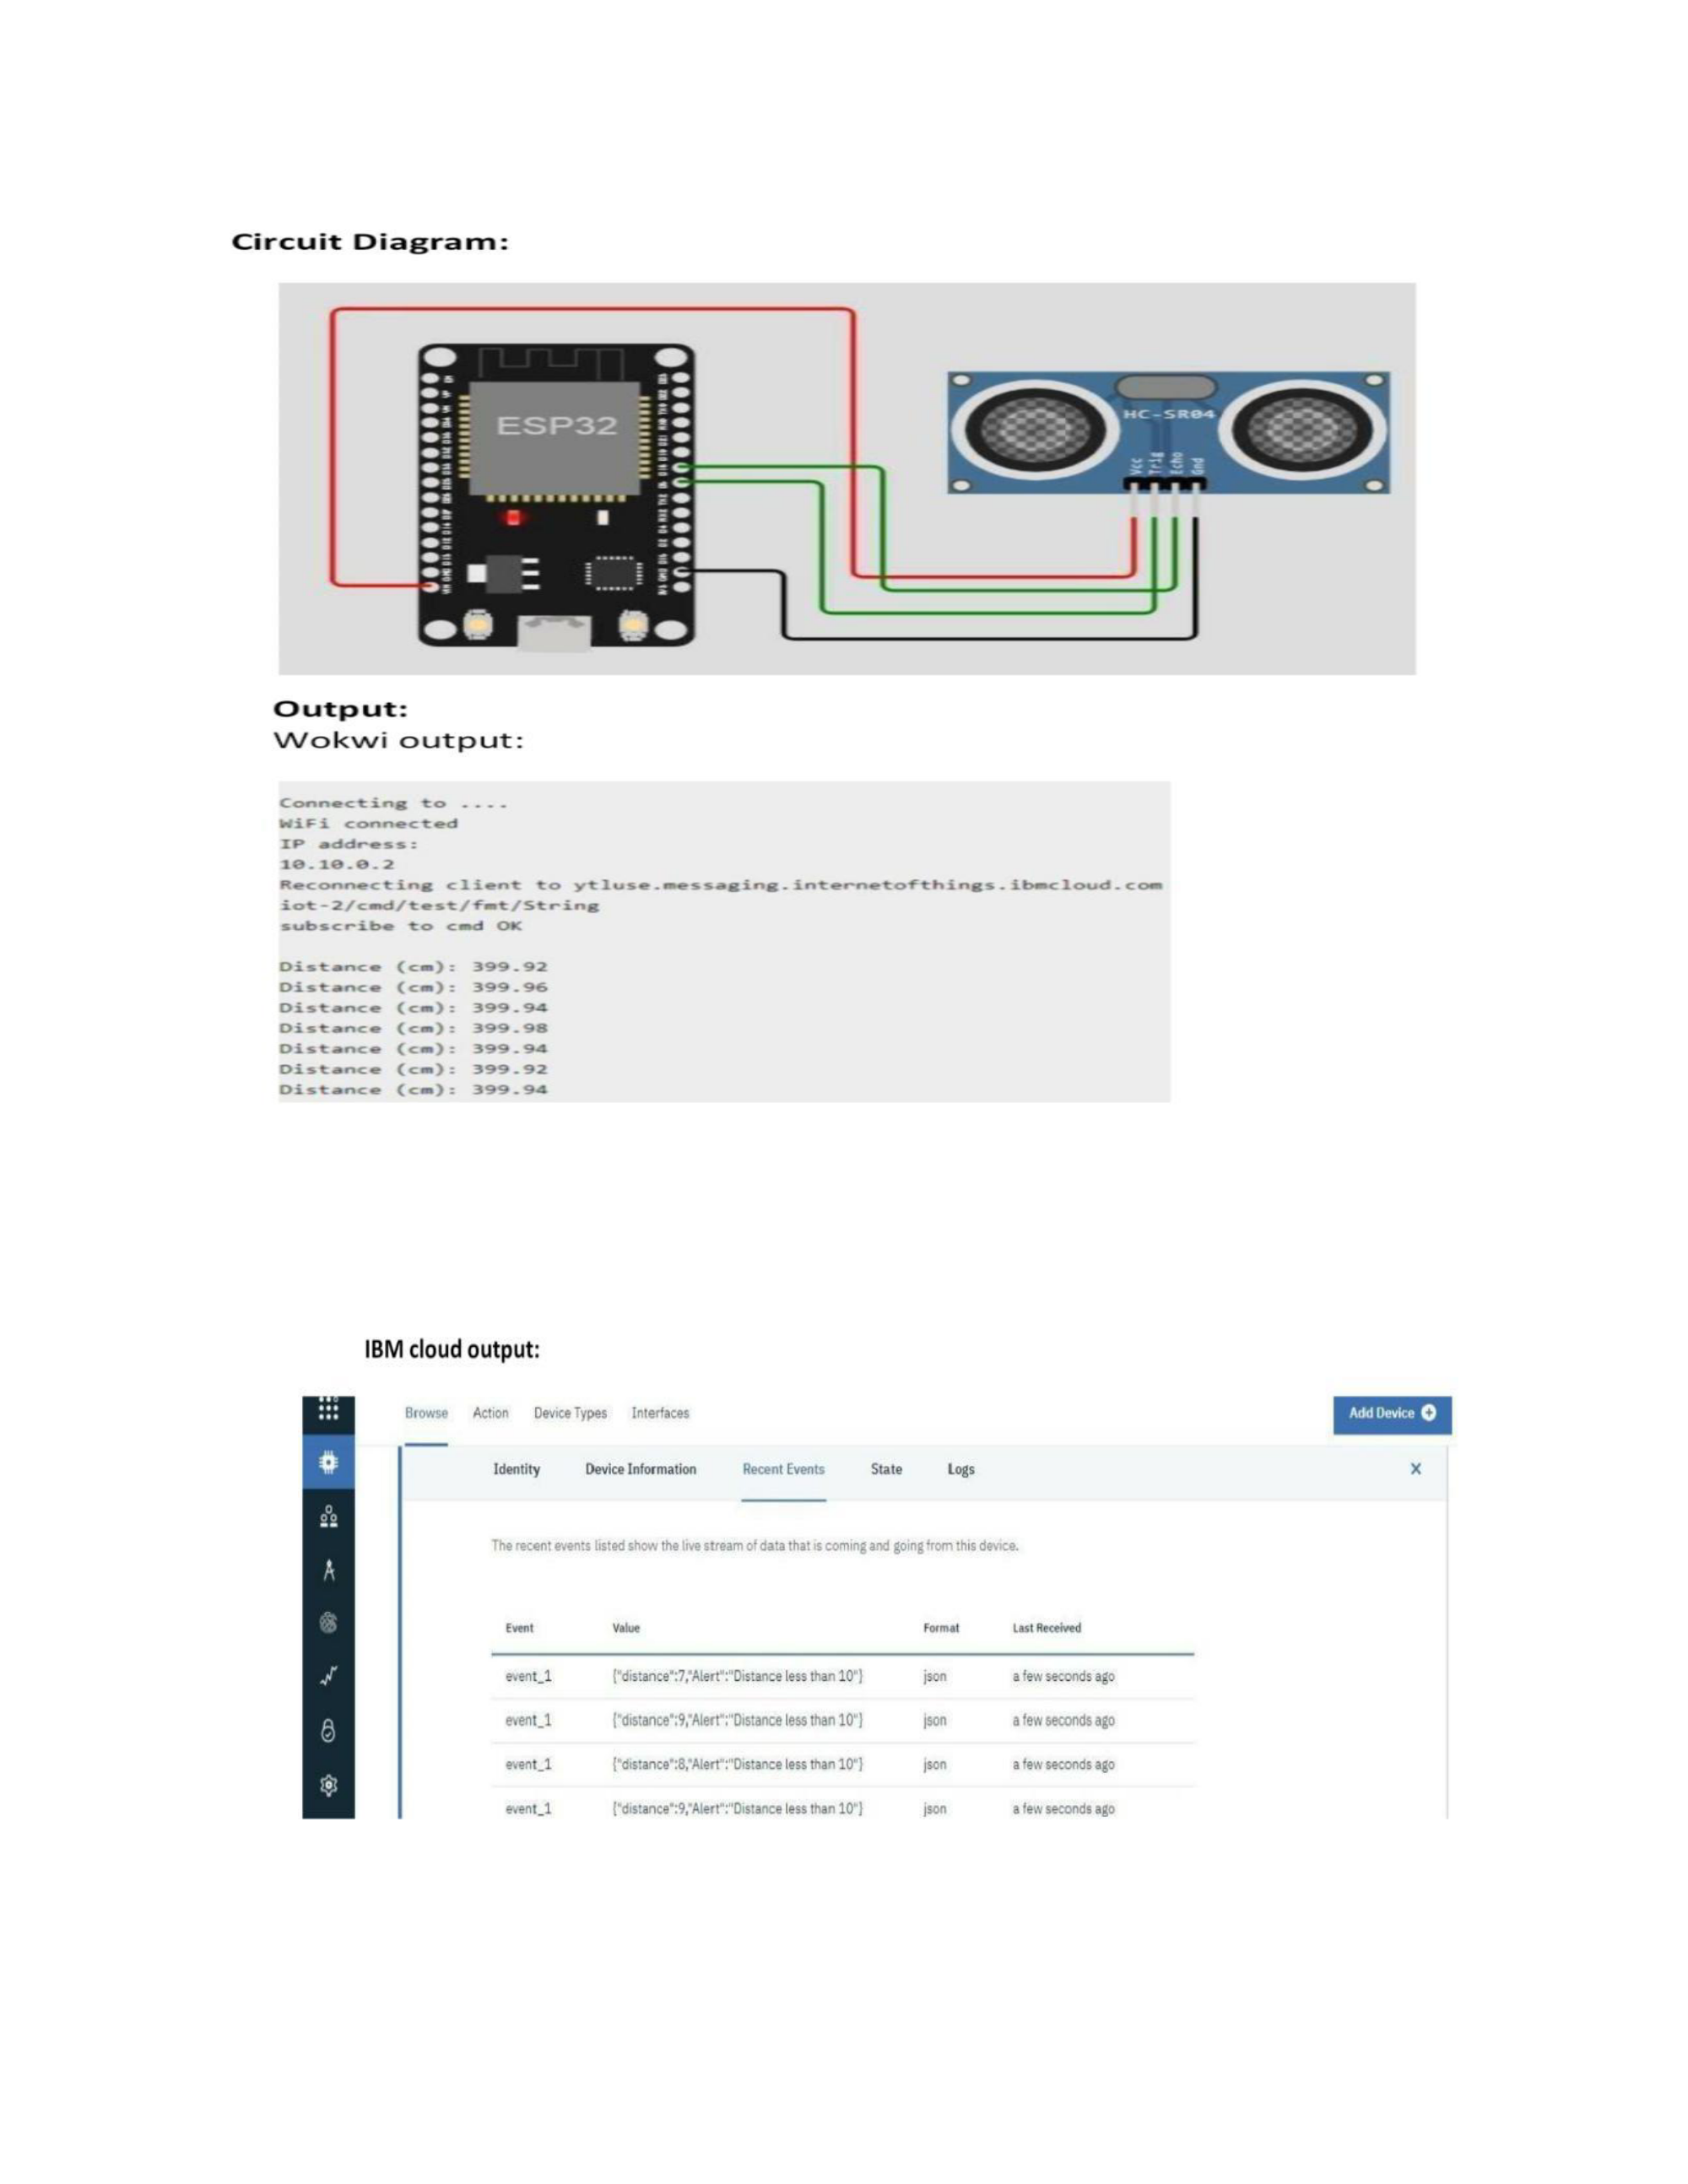 Circuit Diagram:
ESP32
HC-SR04
Vcc
Trig
Echo
Gnd
Output:
Wokwi output:
Connecting to ....
WiFi connected
IP address:
10.10.0.2
Reconnecting client to ytluse.messaging.internetofthings.ibmcloud.com
iot-2/cmd/test/fmt/String
subscribe to cmd OK
Distance (cm): 399.92
Distance (cm): 399.96
Distance (cm): 399.94
Distance (cm): 399.98
Distance (cm): 399.94
Distance (cm): 399.92
Distance (cm): 399.94
IBM cloud output:
Browse Action Device Types Interfaces Add Device
Identity Device Information Recent Events State Logs
The recent events listed show the live stream of data that is coming and going from this device.
Event Value Format Last Received
event_1 {"distance":7,"Alert":"Distance less than 10"} json a few seconds ago
event_1 {"distance":9,"Alert":"Distance less than 10"} json a few seconds ago
event_1 {"distance":8,"Alert":"Distance less than 10"} json a few seconds ago
event_1 {"distance":9,"Alert":"Distance less than 10"} json a few seconds ago